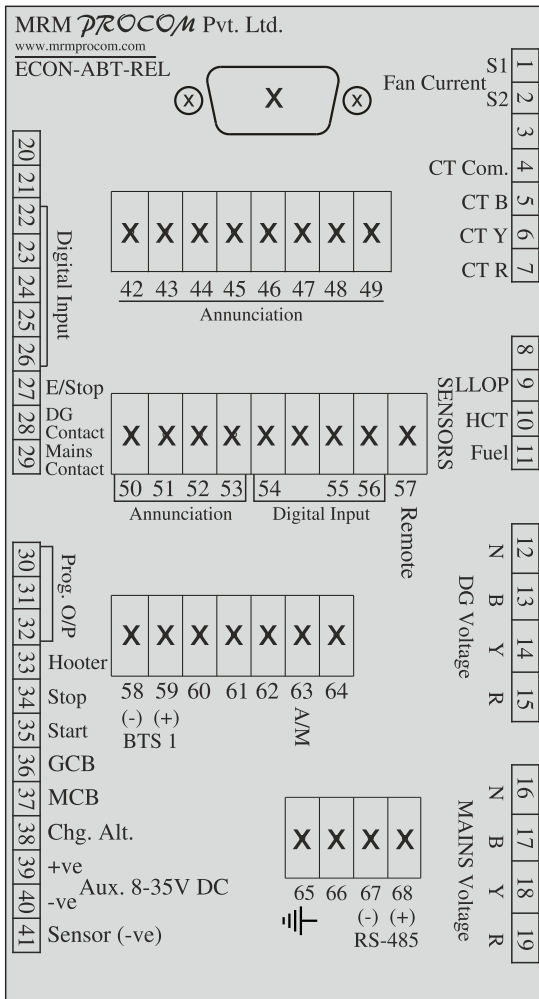 MRM PROCOM Pvt. Ltd.
www.mrmprocom.com
ECON-ABT-REL
X X X
Fan Current
S1 1
S2 2
3
CT Com. 4
CT B 5
CT Y 6
CT R 7
20
21
22
23
24
25
26
Digital Input
27 E/Stop
28 DG Contact
29 Mains Contact
X X X X X X X X
42 43 44 45 46 47 48 49
Annunciation
SENSORS
8
LLOP 9
HCT 10
Fuel 11
X X X X X X X X
50 51 52 53 54 55 56 57
Annunciation Digital Input Remote
DG Voltage
N 12
B 13
Y 14
R 15
30
31
32
Prog. O/P
33 Hooter
34 Stop
35 Start
36 GCB
37 MCB
38 Chg. Alt.
39 +ve
40 -ve
Aux. 8-35V DC
41 Sensor (-ve)
X X X X X X X
58 59 60 61 62 63 64
(-) (+) A/M
BTS 1
MAINS Voltage
N 16
B 17
Y 18
R 19
X X X X
65 66 67 68
(-) (+)
RS-485